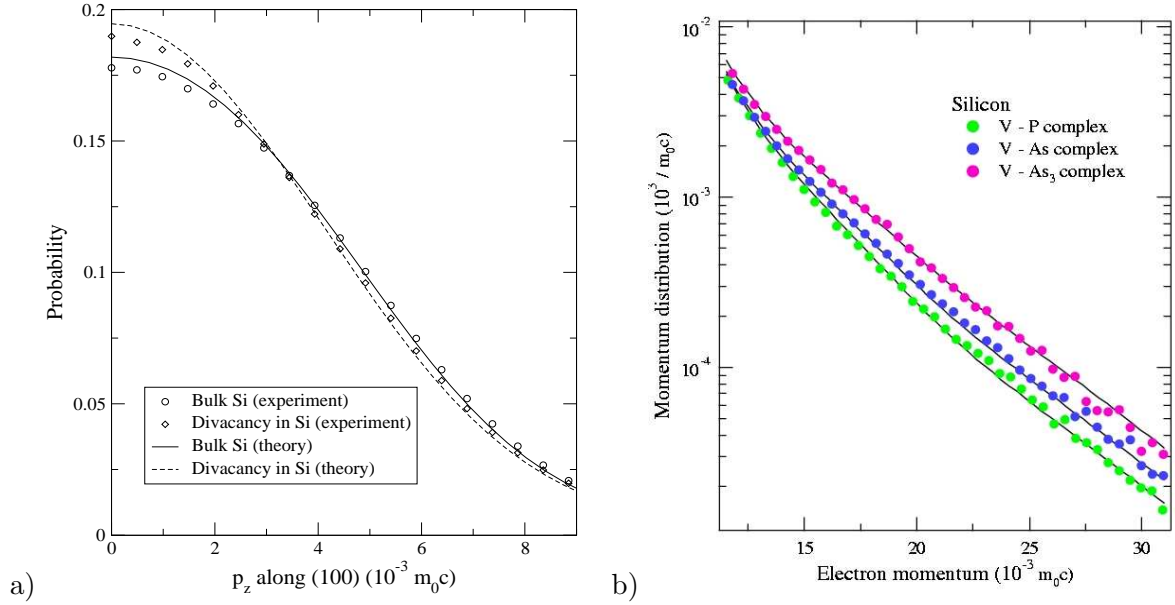 0.2
0.15
0.1
0.05
0
0 2 4 6 8
Probability
p_z along (100) (10^-3 m_0c)
Bulk Si (experiment)
Divacancy in Si (experiment)
Bulk Si (theory)
Divacancy in Si (theory)
a)
10^-2
10^-3
10^-4
15 20 25 30
Momentum distribution (10^3 / m_0c)
Electron momentum (10^-3 m_0c)
Silicon
V - P complex
V - As complex
V - As_3 complex
b)